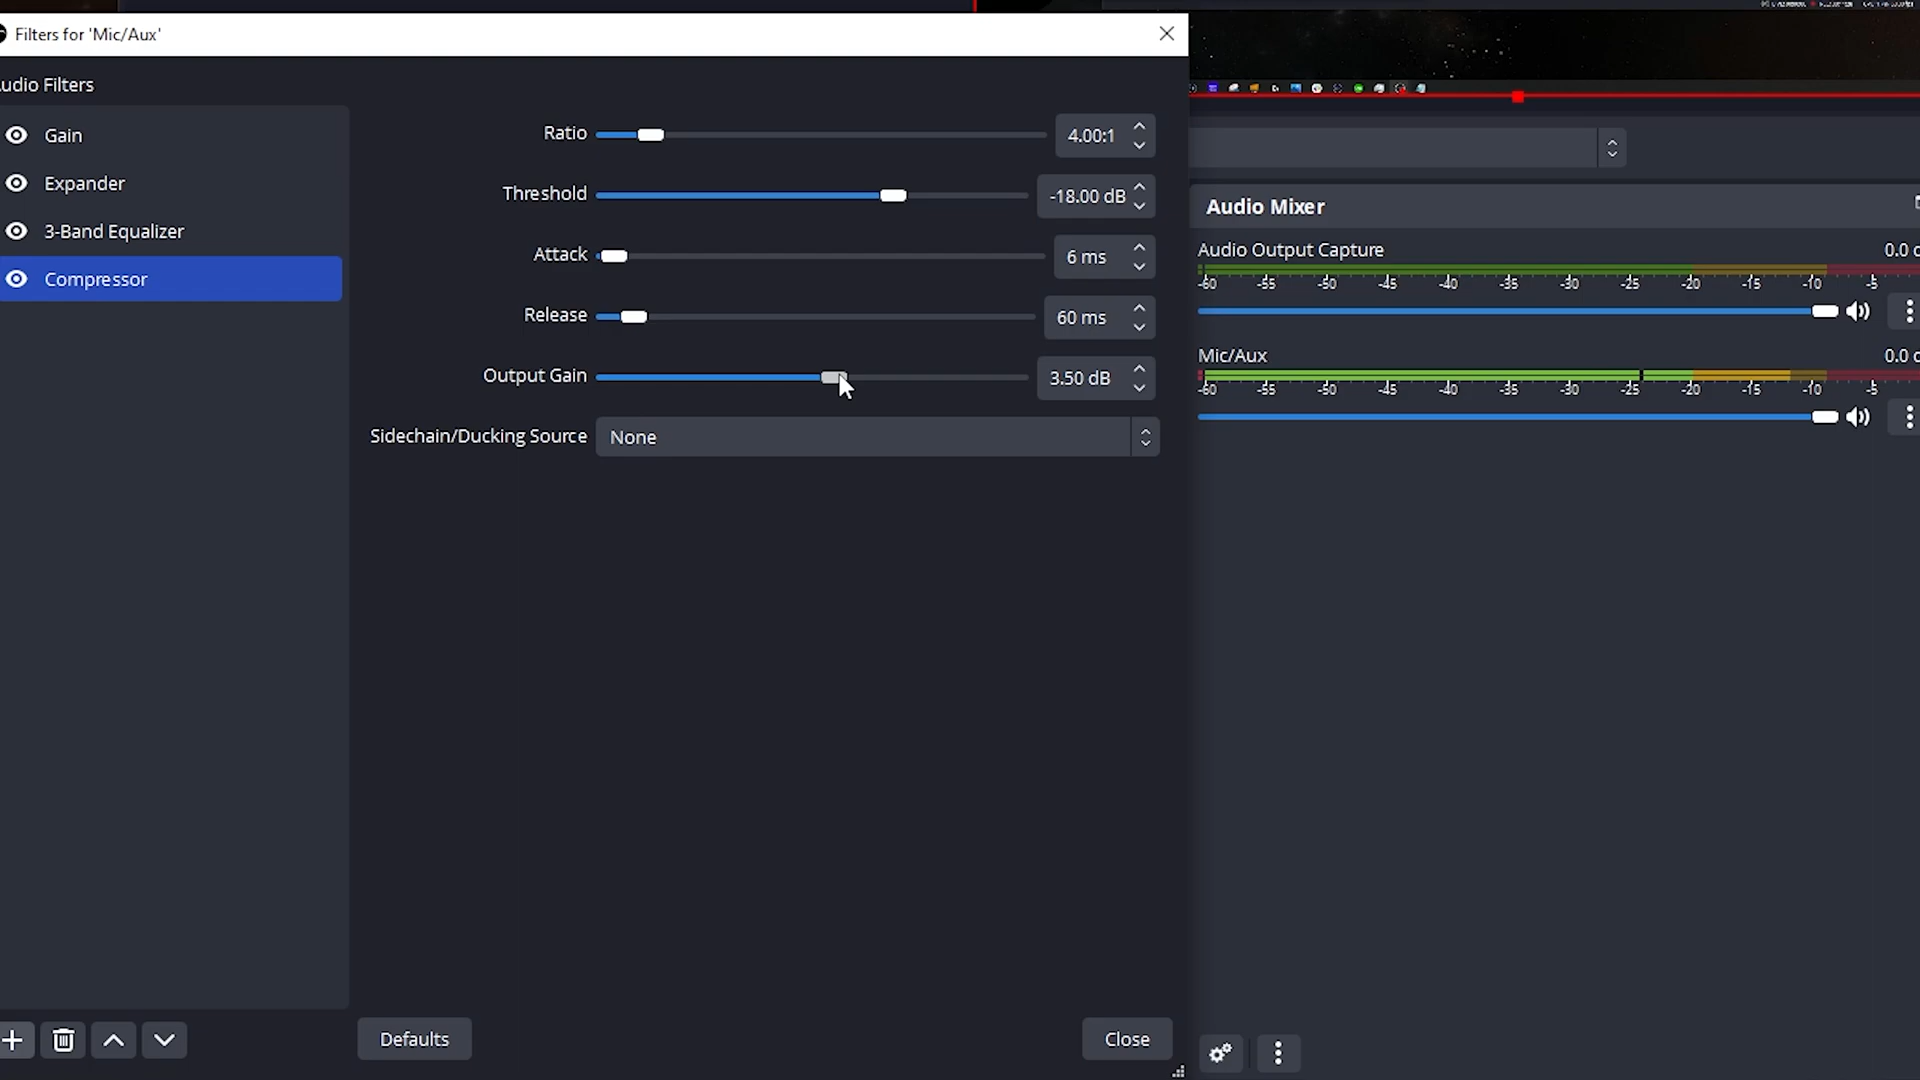 Filters for 'Mic/Aux'
udio Filters
Gain
Expander
3-Band Equalizer
Compressor
Ratio 4.00:1
Threshold -18.00 dB
Attack 6 ms
Release 60 ms
Output Gain 3.50 dB
Sidechain/Ducking Source None
Defaults
Close
Audio Mixer
Audio Output Capture 0.0 d
-60 -55 -50 -45 -40 -35 -30 -25 -20 -15 -10 -5
Mic/Aux 0.0 d
-60 -55 -50 -45 -40 -35 -30 -25 -20 -15 -10 -5